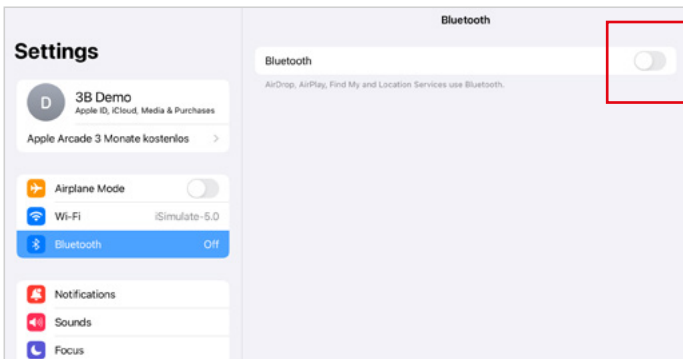 Settings
D
3B Demo
Apple ID, iCloud, Media & Purchases
Apple Arcade 3 Monate kostenlos
Airplane Mode
Wi-Fi iSimulate-5.0
Bluetooth Off
Notifications
Sounds
Focus
Bluetooth
Bluetooth
AirDrop, AirPlay, Find My and Location Services use Bluetooth.